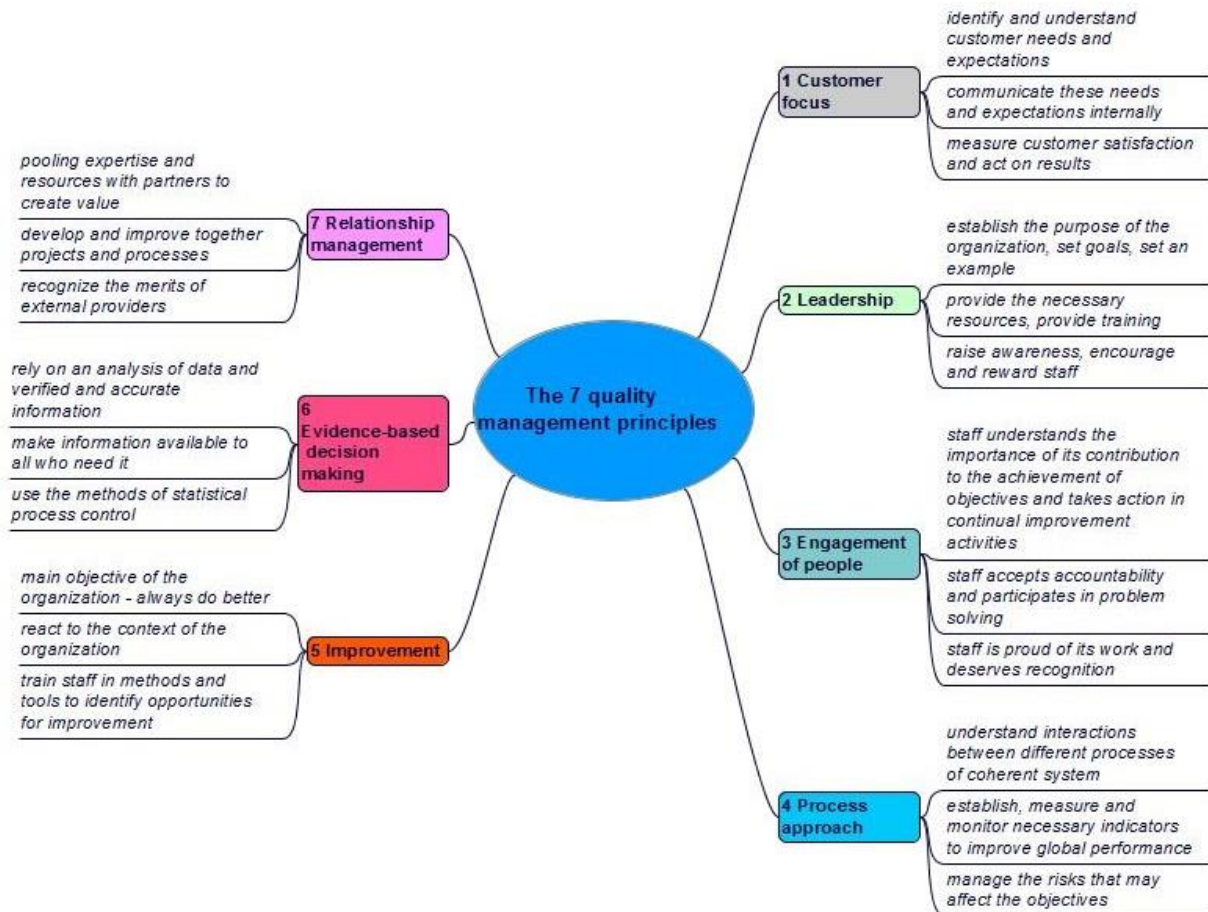 The 7 quality
management principles
1 Customer
focus
identify and understand
customer needs and
expectations
communicate these needs
and expectations internally
measure customer satisfaction
and act on results
2 Leadership
establish the purpose of the
organization, set goals, set an
example
provide the necessary
resources, provide training
raise awareness, encourage
and reward staff
3 Engagement
of people
staff understands the
importance of its contribution
to the achievement of
objectives and takes action in
continual improvement
activities
staff accepts accountability
and participates in problem
solving
staff is proud of its work and
deserves recognition
4 Process
approach
understand interactions
between different processes
of coherent system
establish, measure and
monitor necessary indicators
to improve global performance
manage the risks that may
affect the objectives
5 Improvement
main objective of the
organization - always do better
react to the context of the
organization
train staff in methods and
tools to identify opportunities
for improvement
6
Evidence-based
decision
making
rely on an analysis of data and
verified and accurate
information
make information available to
all who need it
use the methods of statistical
process control
7 Relationship
management
pooling expertise and
resources with partners to
create value
develop and improve together
projects and processes
recognize the merits of
external providers